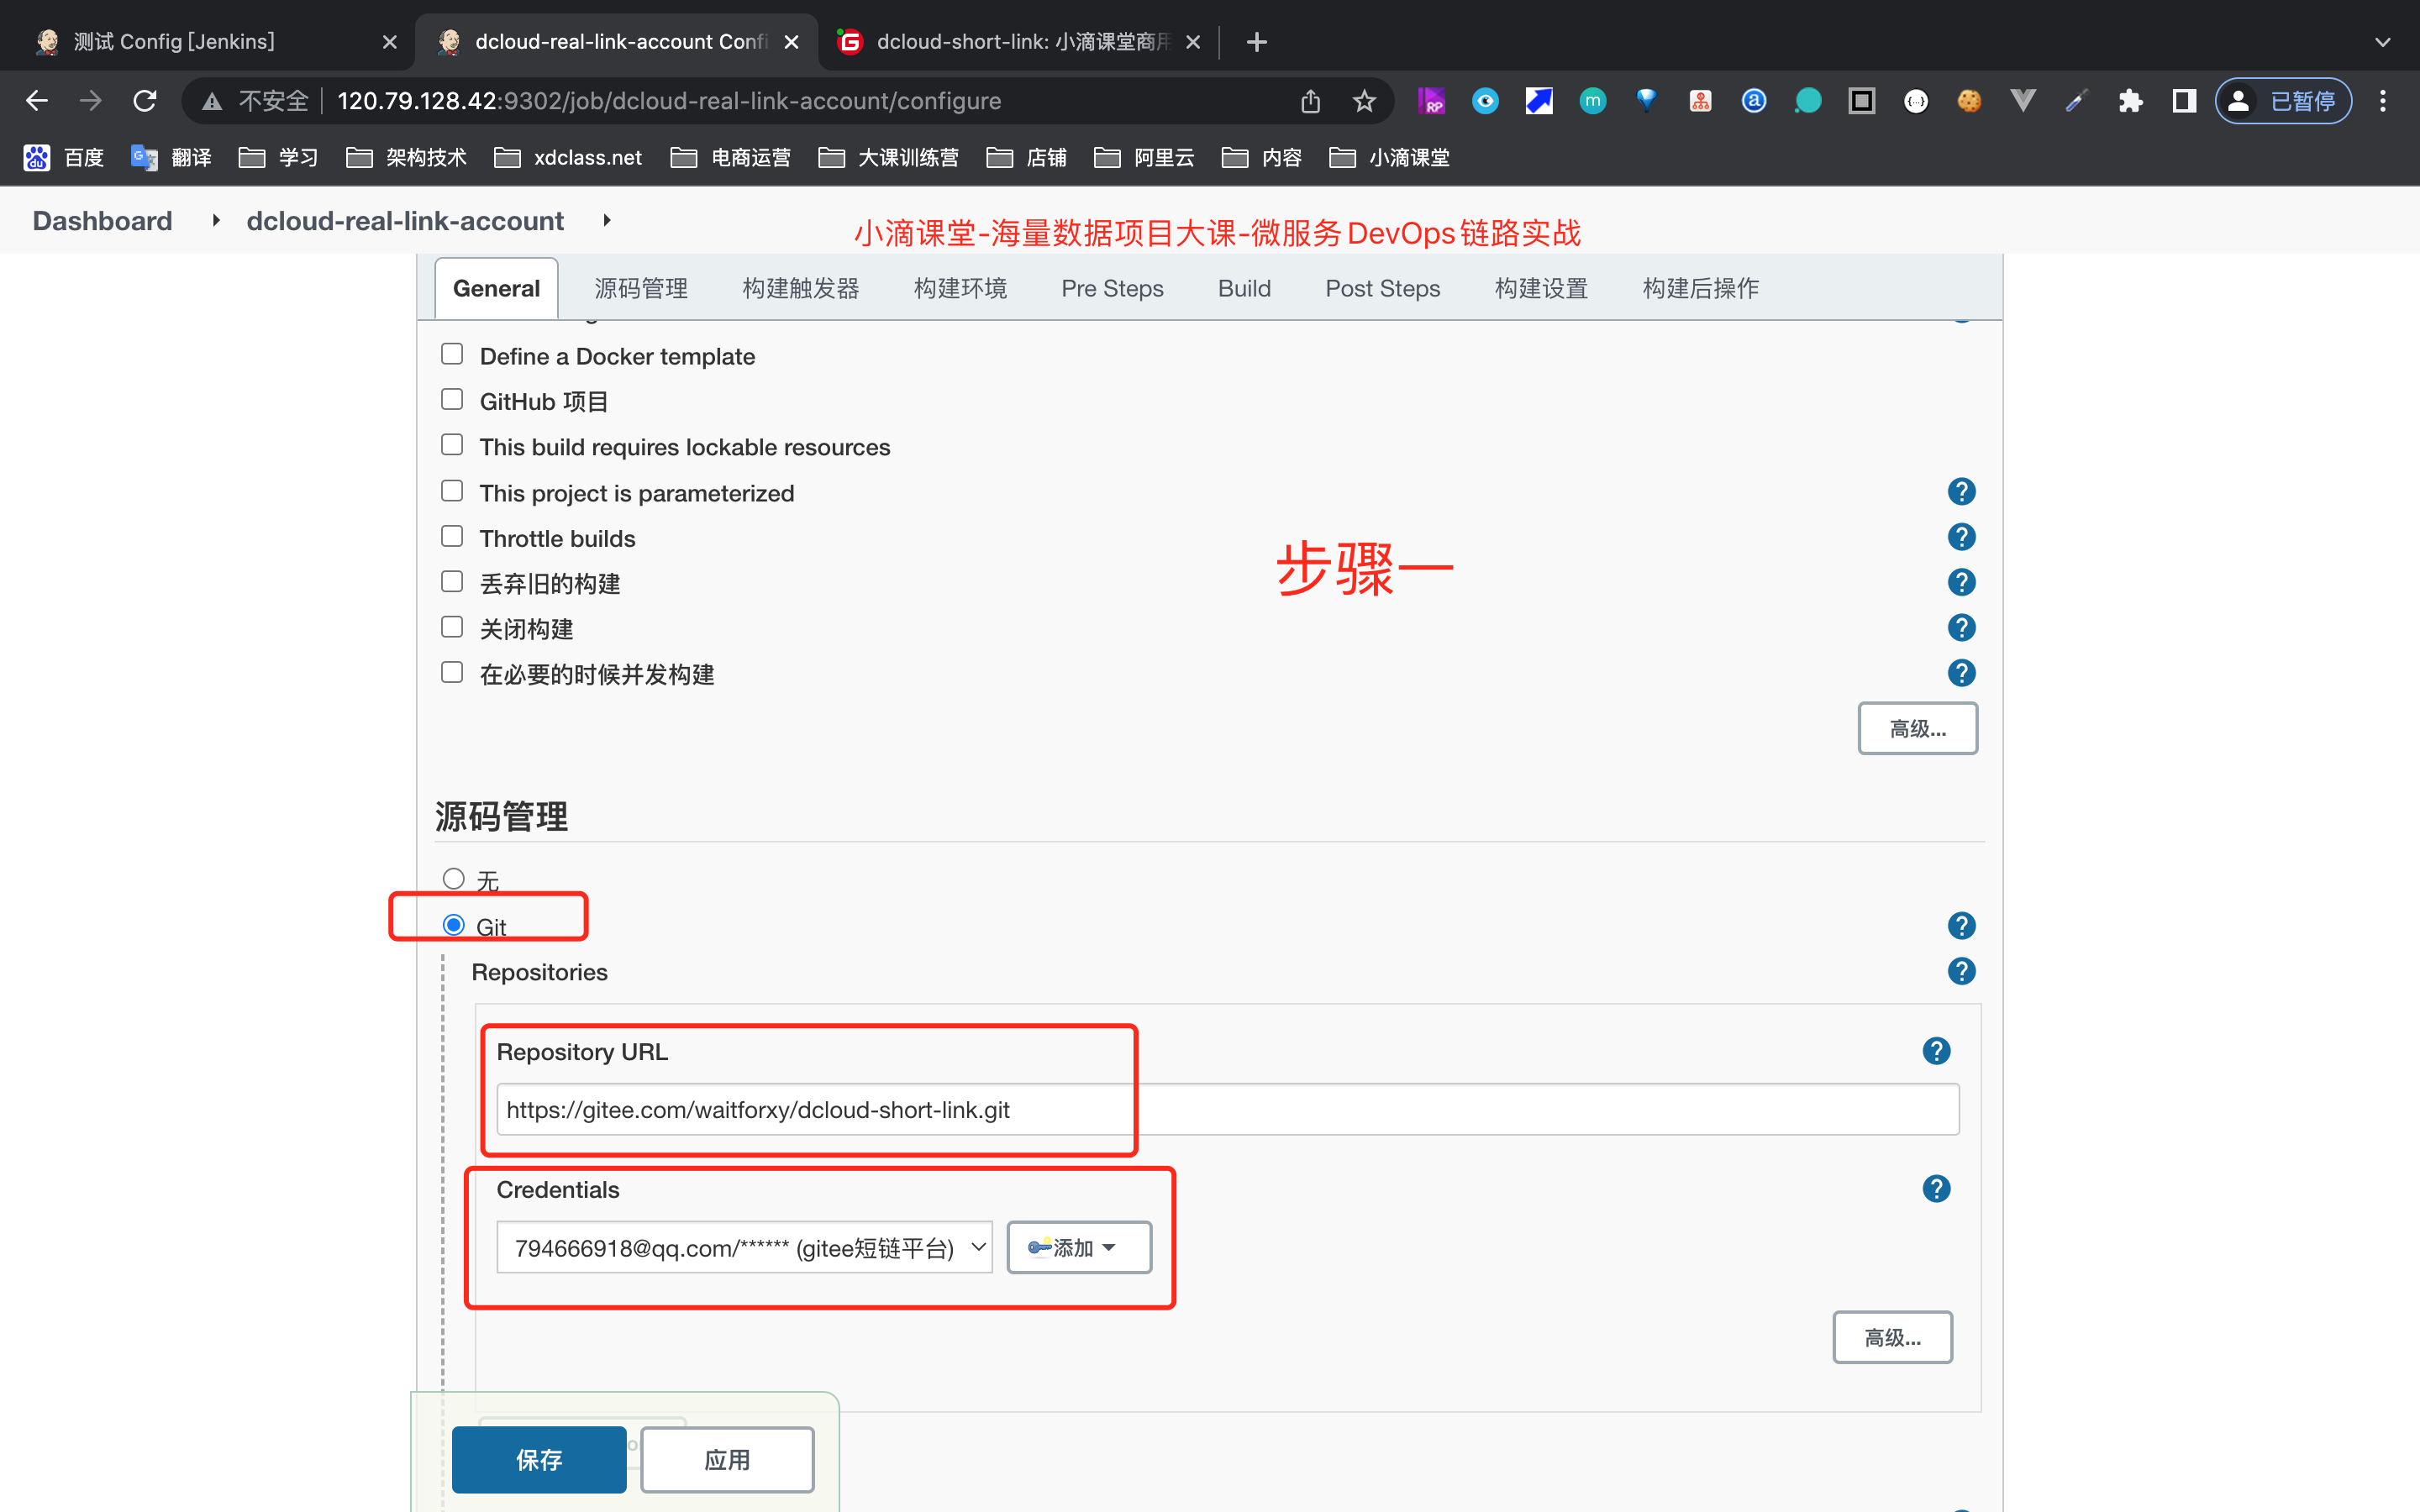 测试 Config [Jenkins]
dcloud-real-link-account Confi
dcloud-short-link: 小滴课堂商用
不安全
120.79.128.42:9302/job/dcloud-real-link-account/configure
已暂停
百度
翻译
学习
架构技术
xdclass.net
电商运营
大课训练营
店铺
阿里云
内容
小滴课堂
Dashboard
dcloud-real-link-account
小滴课堂-海量数据项目大课-微服务DevOps链路实战
General
源码管理
构建触发器
构建环境
Pre Steps
Build
Post Steps
构建设置
构建后操作
Define a Docker template
GitHub 项目
This build requires lockable resources
This project is parameterized
Throttle builds
步骤一
丢弃旧的构建
关闭构建
在必要的时候并发构建
高级...
源码管理
无
Git
Repositories
Repository URL
https://gitee.com/waitforxy/dcloud-short-link.git
Credentials
794666918@qq.com/****** (gitee短链平台)
添加
高级...
保存
应用